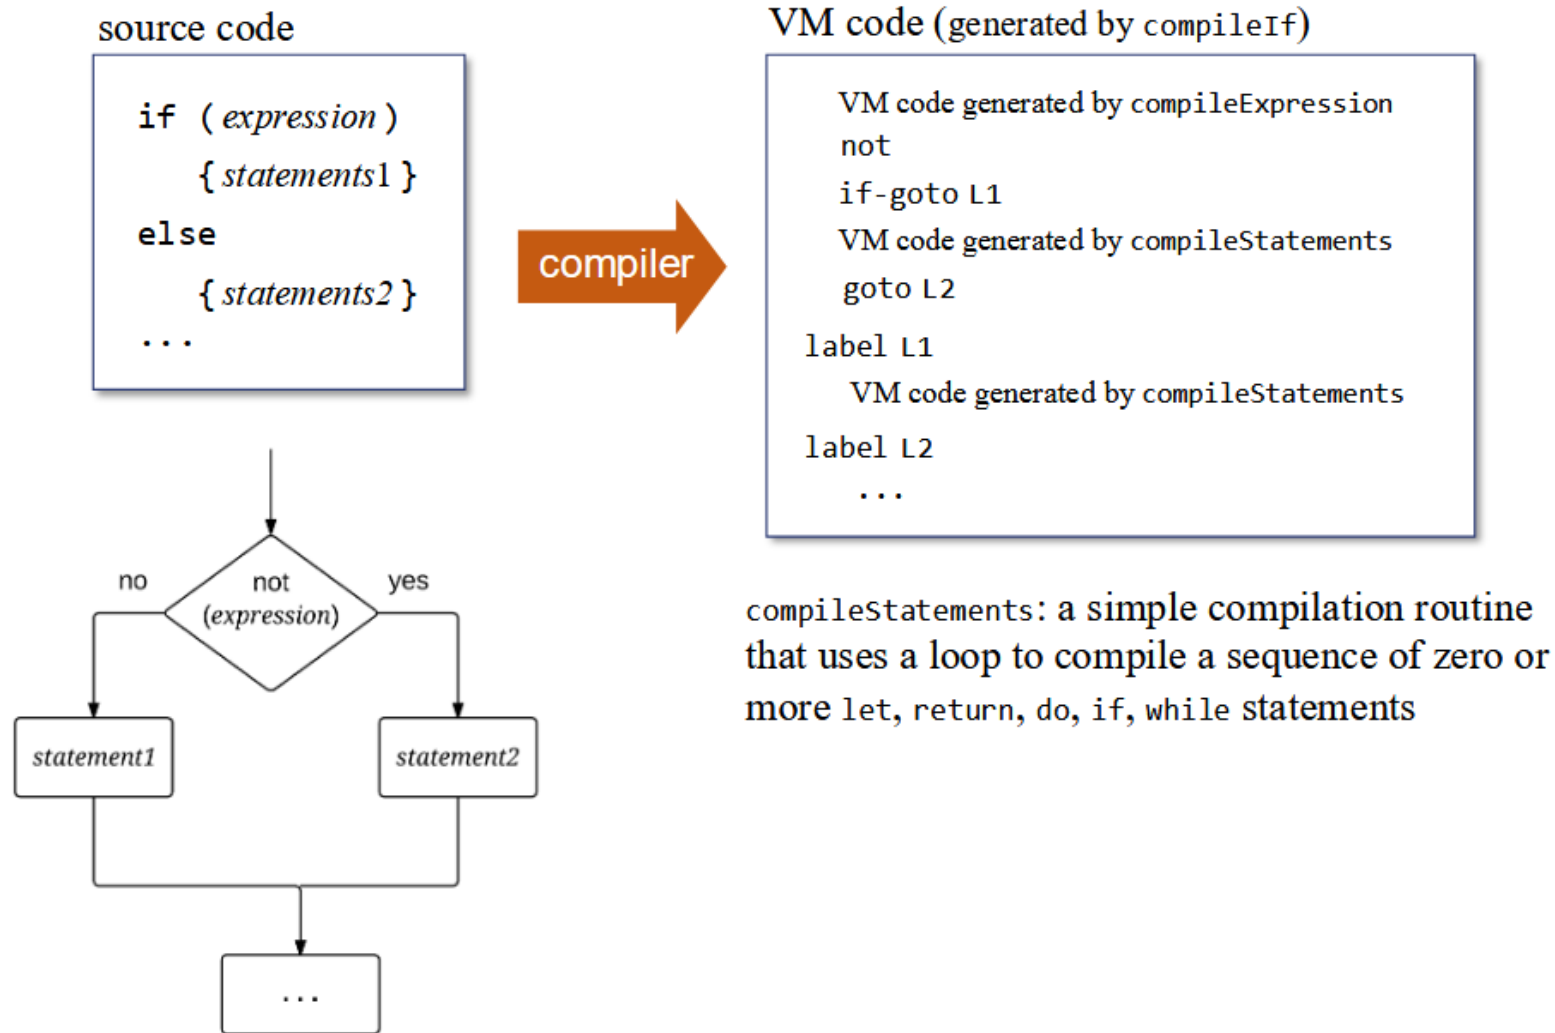 source code
if (expression)
{statements1}
else
{statements2}
...
compiler
VM code (generated by compileIf)
VM code generated by compileExpression
not
if-goto L1
VM code generated by compileStatements
goto L2
label L1
VM code generated by compileStatements
label L2
...
no
not
(expression)
yes
statement1
statement2
...
compileStatements: a simple compilation routine
that uses a loop to compile a sequence of zero or
more let, return, do, if, while statements